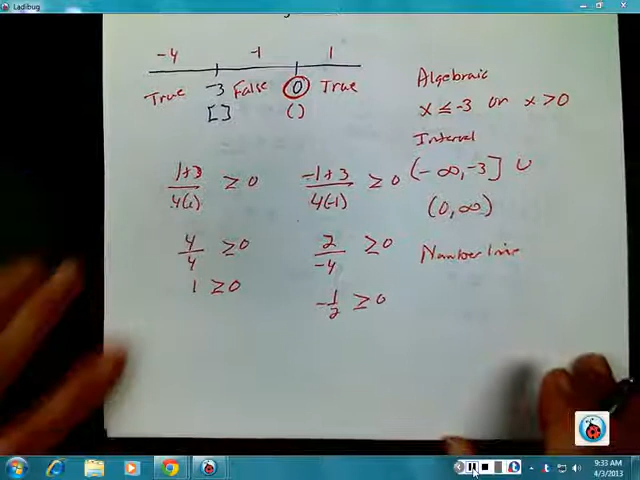 Ladibug
-4 -1 1
True -3 False 0 True
[ ] ( )
Algebraic
x ≤ -3 or x > 0
Interval
(-∞, -3] ∪
(0, ∞)
Number line
1+3/4(1) ≥ 0
4/4 ≥ 0
1 ≥ 0
-1+3/4(-1) ≥ 0
2/-4 ≥ 0
-1/2 ≥ 0
9:33 AM
4/3/2013